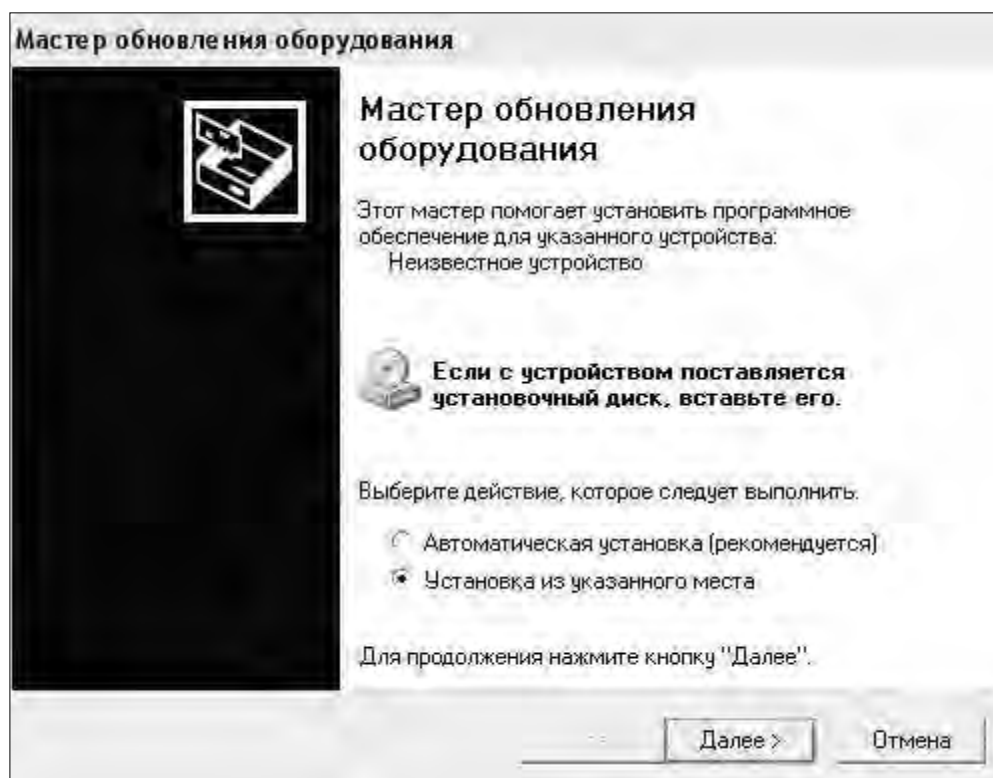 Мастер обновления оборудования
Мастер обновления
оборудования
Этот мастер помогает установить программное
обеспечение для указанного устройства:
Неизвестное устройство
Если с устройством поставляется
установочный диск, вставьте его.
Выберите действие, которое следует выполнить.
Автоматическая установка (рекомендуется)
Установка из указанного места
Для продолжения нажмите кнопку "Далее".
Далее >
Отмена